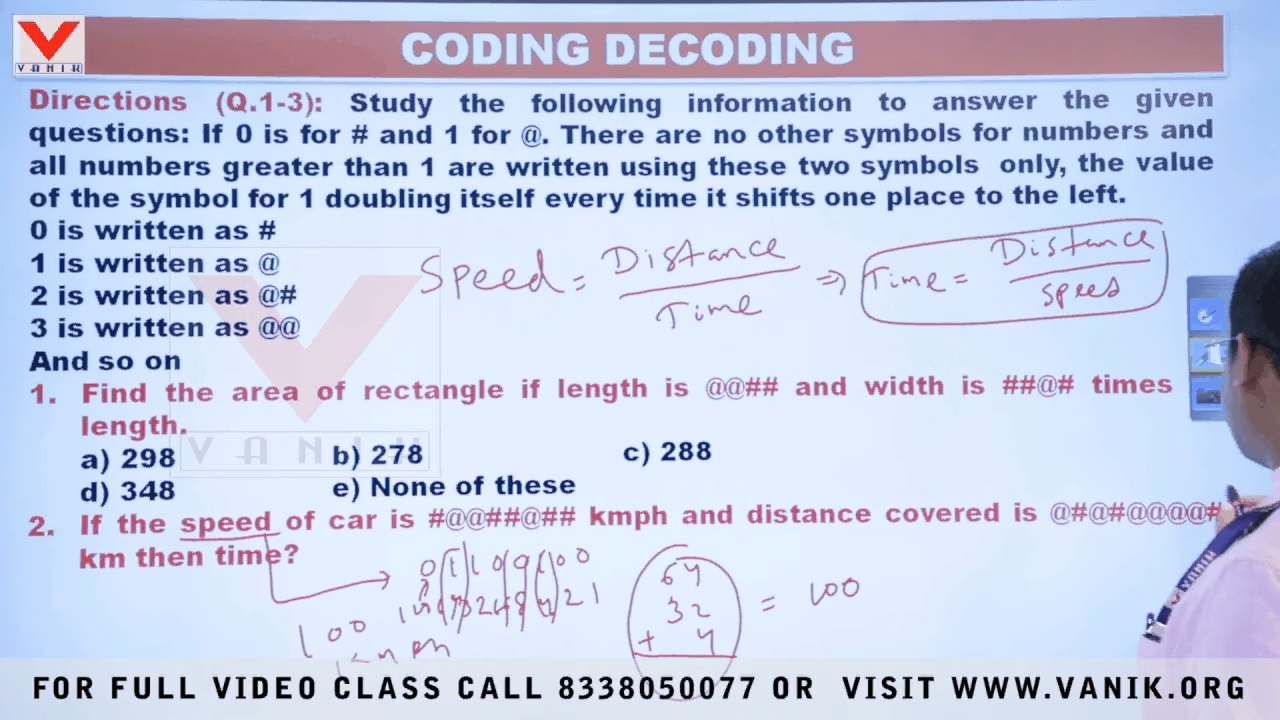 VANIK
CODING DECODING
Directions (Q.1-3): Study the following information to answer the given
questions: If 0 is for # and 1 for @. There are no other symbols for numbers and
all numbers greater than 1 are written using these two symbols only, the value
of the symbol for 1 doubling itself every time it shifts one place to the left.
0 is written as #
1 is written as @
2 is written as @#
3 is written as @@
And so on
Speed = Distance / Time ⇒ Time = Distance / Speed
1. Find the area of rectangle if length is @@## and width is ##@# times
length.
a) 298 b) 278 c) 288
d) 348 e) None of these
VANIK
2. If the speed of car is #@@##@## kmph and distance covered is @#@#@@@@#
km then time?
0 1 1 0 0 1 0 0
64
32
+ 4
= 100
100
Kmph
VANIK
FOR FULL VIDEO CLASS CALL 8338050077 OR VISIT WWW.VANIK.ORG